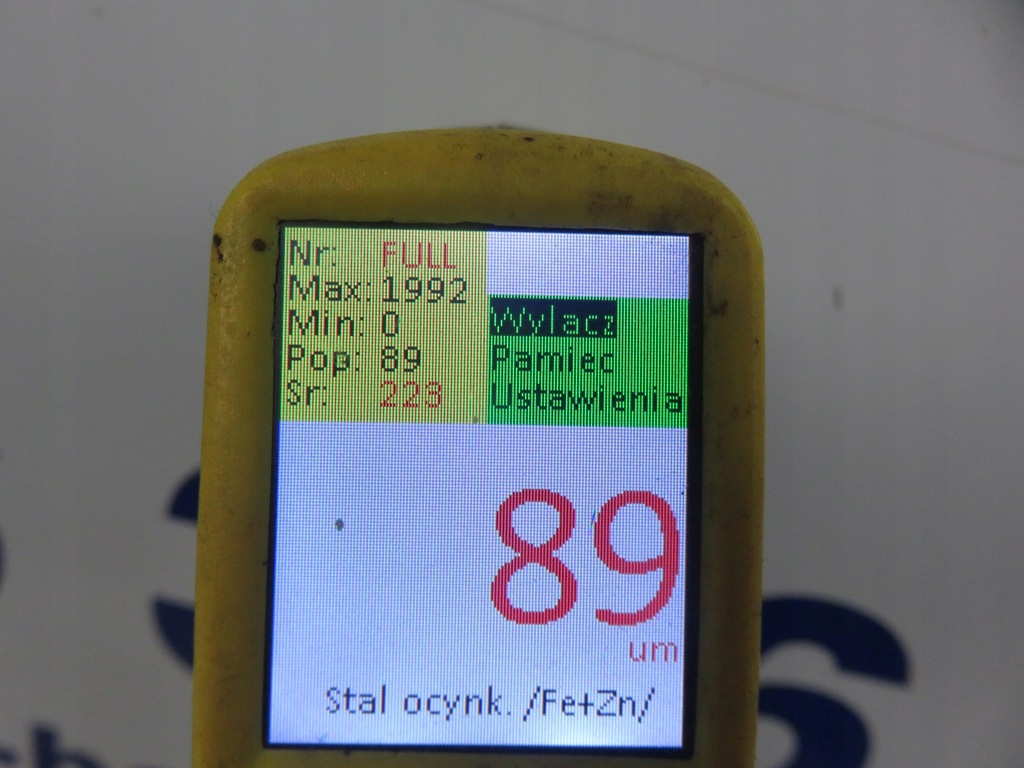 Nr: FULL
Max: 1992
Min: 0
Pop: 89
Sr: 223
Wylacz
Pamiec
Ustawienia
89
um
Stal ocynk. /Fe+Zn/